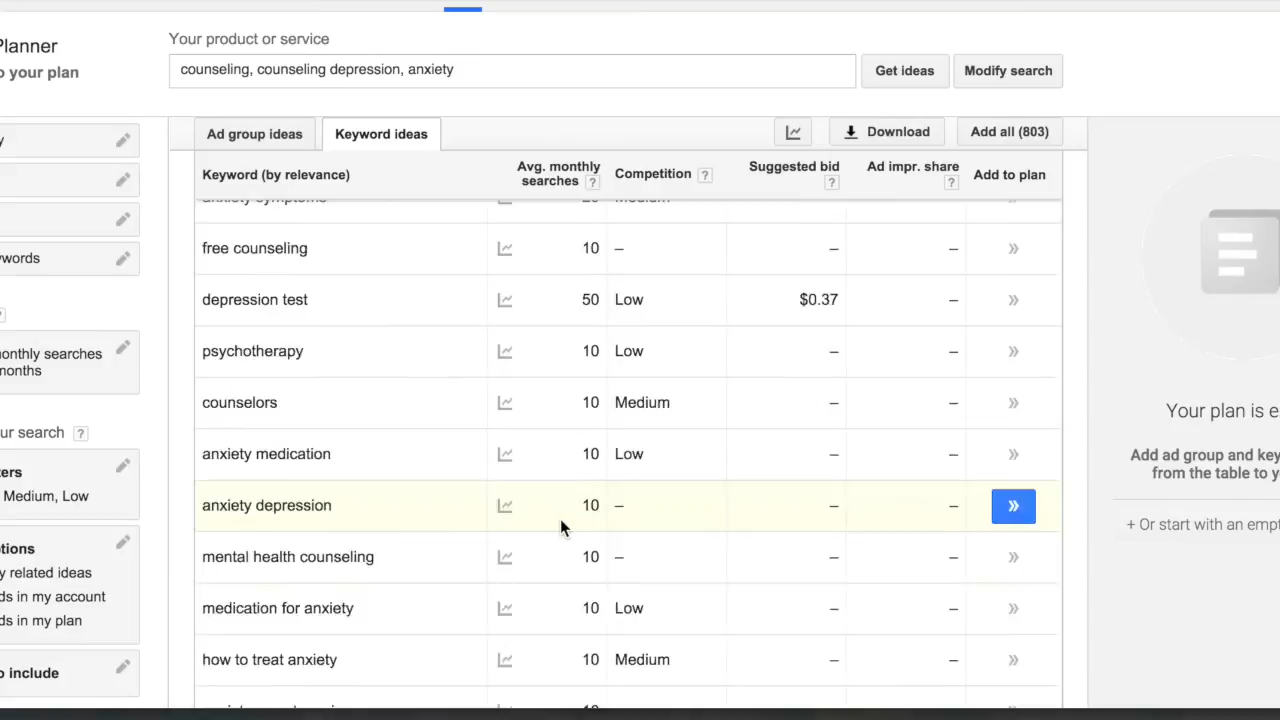 Planner
o your plan
Your product or service
counseling, counseling depression, anxiety
Get ideas
Modify search
y
words
?
onthly searches
months
ur search ?
ters
Medium, Low
tions
y related ideas
ds in my account
ds in my plan
o include
Ad group ideas
Keyword ideas
Download
Add all (803)
Keyword (by relevance) Avg. monthly searches ? Competition ? Suggested bid ? Ad impr. share ? Add to plan
anxiety symptoms 20 Medium »
free counseling 10 – – – »
depression test 50 Low $0.37 – »
psychotherapy 10 Low – – »
counselors 10 Medium – – »
anxiety medication 10 Low – – »
anxiety depression 10 – – – »
mental health counseling 10 – – – »
medication for anxiety 10 Low – – »
how to treat anxiety 10 Medium – – »
10
Your plan is e
Add ad group and key
from the table to y
+ Or start with an empt